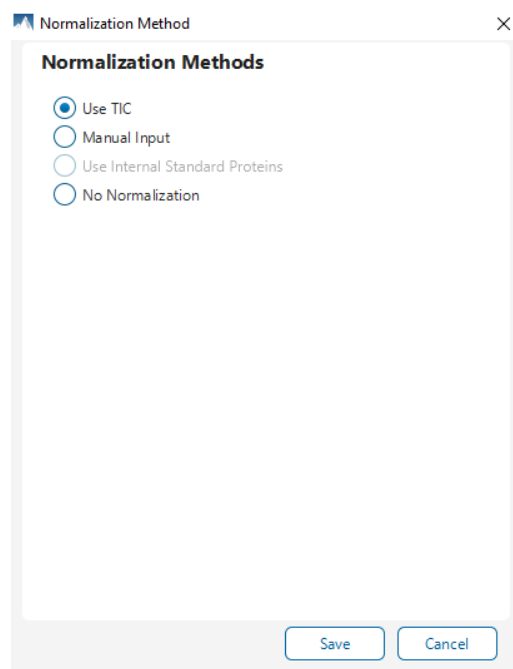 Normalization Method
Normalization Methods
Use TIC
Manual Input
Use Internal Standard Proteins
No Normalization
Save
Cancel